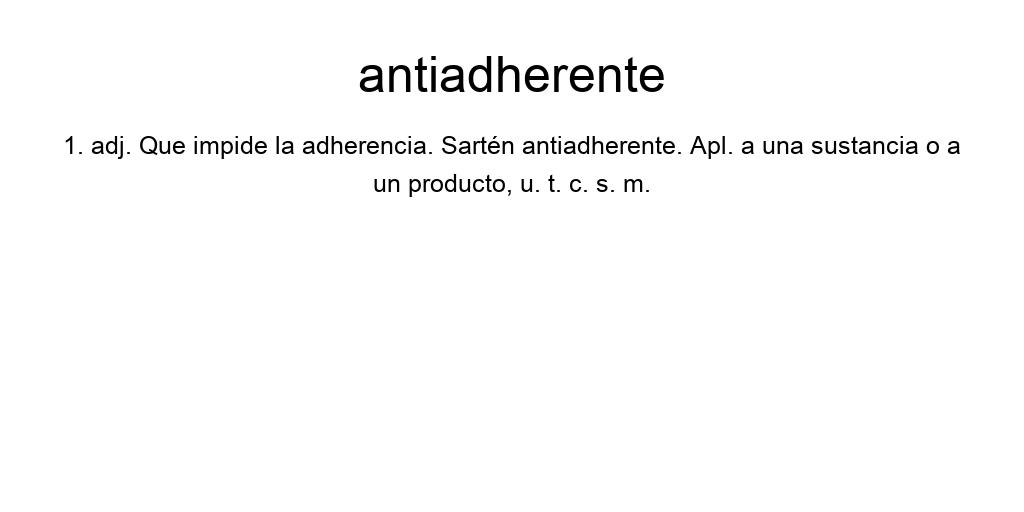 antiadherente
1. adj. Que impide la adherencia. Sartén antiadherente. Apl. a una sustancia o a
un producto, u. t. c. s. m.